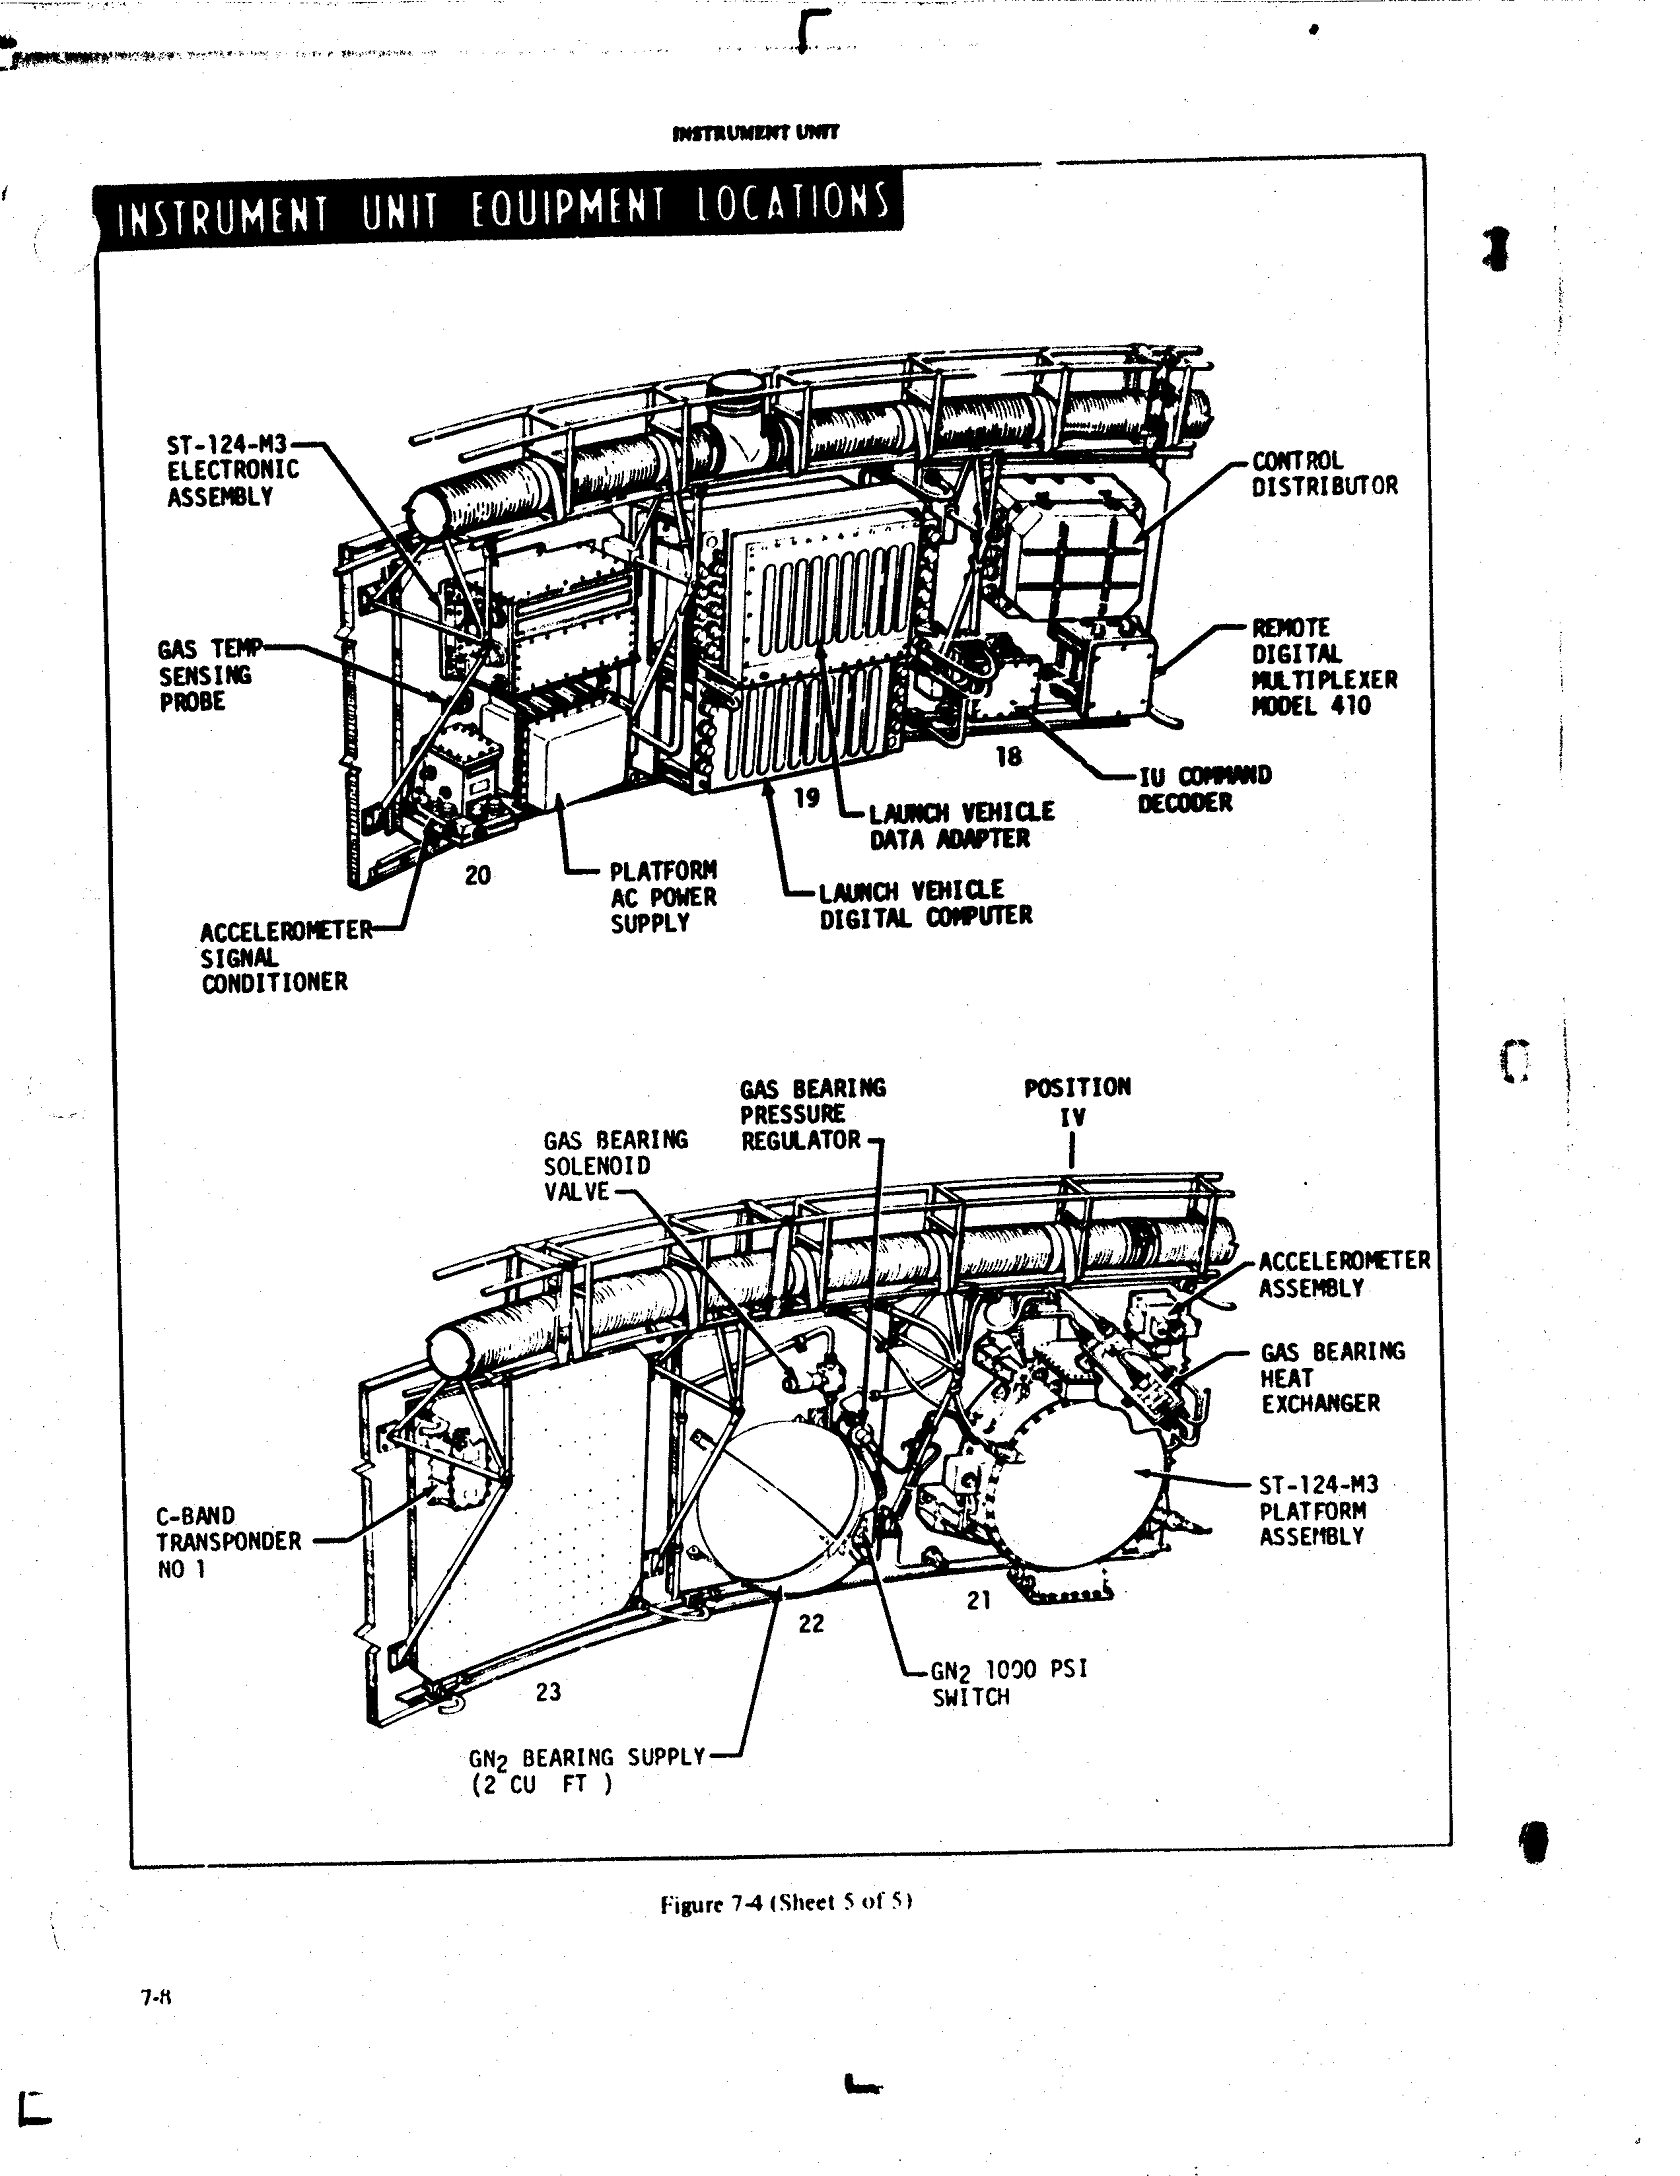 INSTRUMENT UNIT
INSTRUMENT UNIT EQUIPMENT LOCATIONS
ST-124-M3
ELECTRONIC
ASSEMBLY
CONTROL
DISTRIBUTOR
GAS TEMP
SENSING
PROBE
REMOTE
DIGITAL
MULTIPLEXER
MODEL 410
18
IU COMMAND
DECODER
19
LAUNCH VEHICLE
DATA ADAPTER
20
PLATFORM
AC POWER
SUPPLY
LAUNCH VEHICLE
DIGITAL COMPUTER
ACCELEROMETER
SIGNAL
CONDITIONER
GAS BEARING
PRESSURE
REGULATOR
POSITION
IV
GAS BEARING
SOLENOID
VALVE
ACCELEROMETER
ASSEMBLY
GAS BEARING
HEAT
EXCHANGER
ST-124-M3
PLATFORM
ASSEMBLY
C-BAND
TRANSPONDER
NO 1
21
22
23
GN2 1000 PSI
SWITCH
GN2 BEARING SUPPLY
(2 CU FT )
Figure 7-4 (Sheet 5 of 5)
7-8